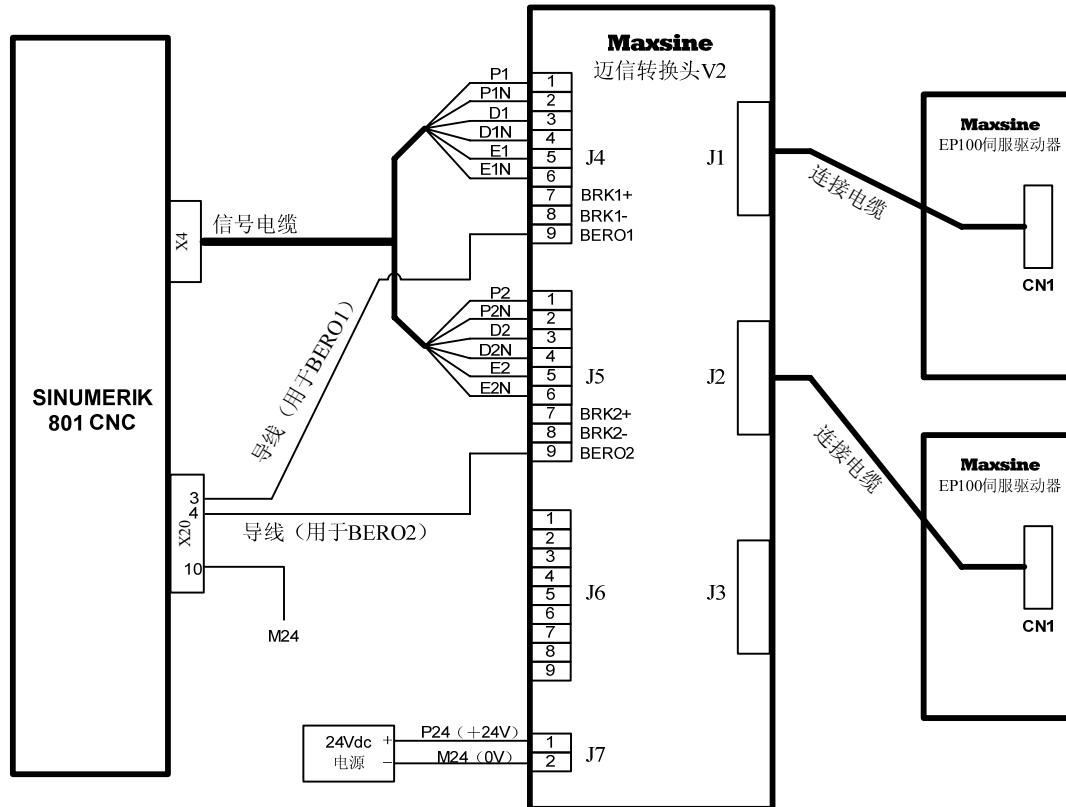 SINUMERIK
801 CNC
X4
信号电缆
导线（用于BERO1）
X20
3
4
10
导线（用于BERO2）
M24
24Vdc
电源
+
−
P24（＋24V）
M24（0V）
Maxsine
迈信转换头V2
P1
P1N
D1
D1N
E1
E1N
1
2
3
4
5
6
7
8
9
BRK1+
BRK1-
BERO1
J4
P2
P2N
D2
D2N
E2
E2N
1
2
3
4
5
6
7
8
9
BRK2+
BRK2-
BERO2
J5
1
2
3
4
5
6
7
8
9
J6
1
2
J7
J1
J2
J3
连接电缆
连接电缆
Maxsine
EP100伺服驱动器
CN1
Maxsine
EP100伺服驱动器
CN1